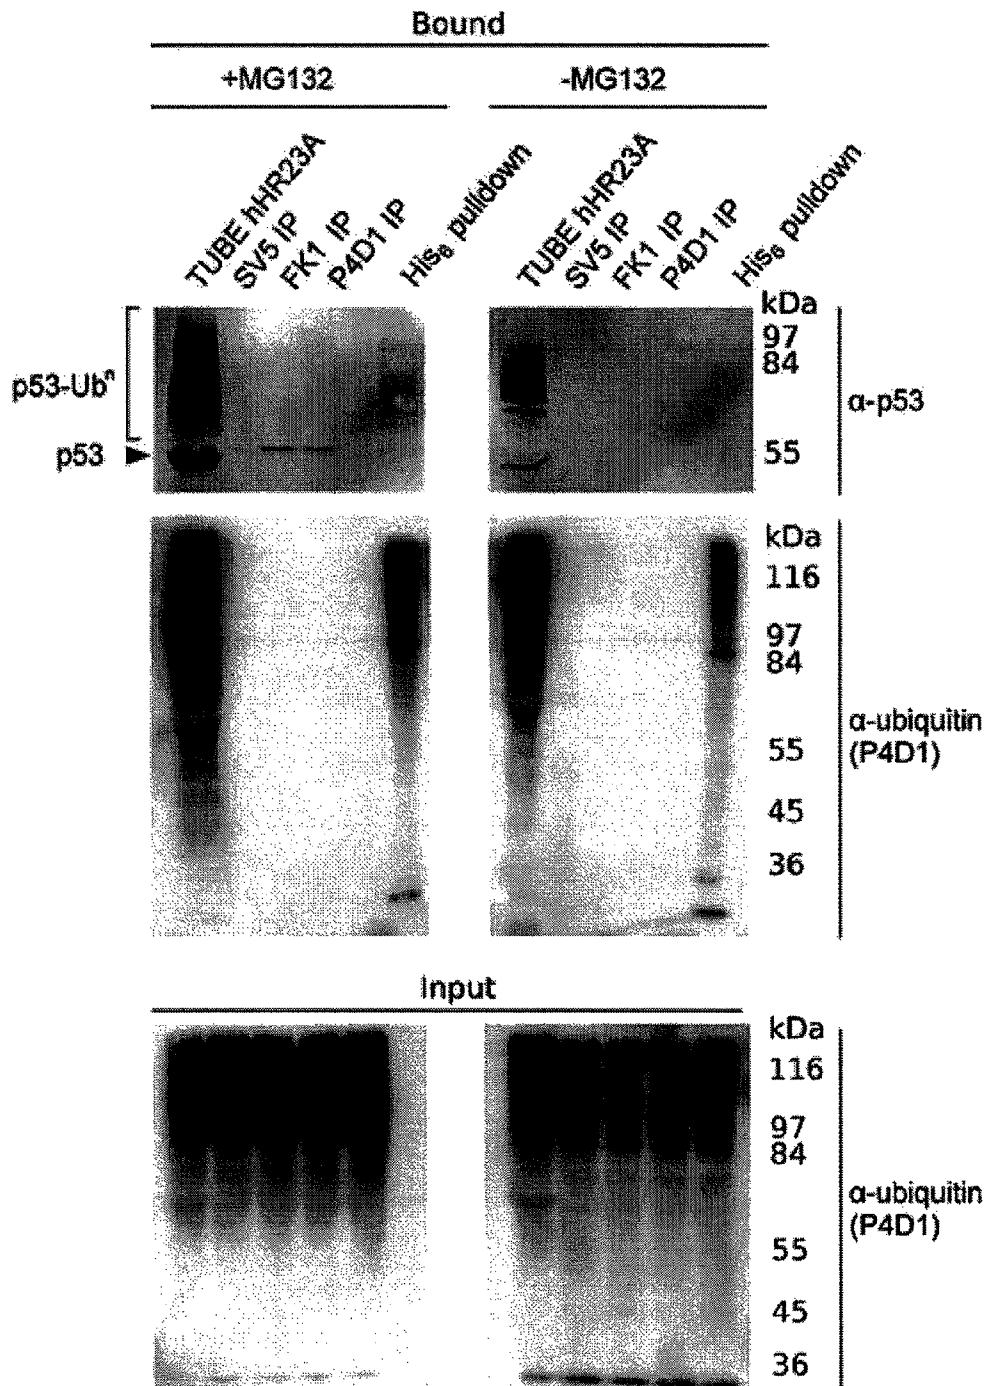 Bound
+MG132
-MG132
TUBE hHR23A
SV5 IP
FK1 IP
P4D1 IP
His₆ pulldown
TUBE hHR23A
SV5 IP
FK1 IP
P4D1 IP
His₆ pulldown
kDa
97
84
55
p53-Ubⁿ
p53
α-p53
kDa
116
97
84
55
45
36
α-ubiquitin
(P4D1)
Input
kDa
116
97
84
55
45
36
α-ubiquitin
(P4D1)